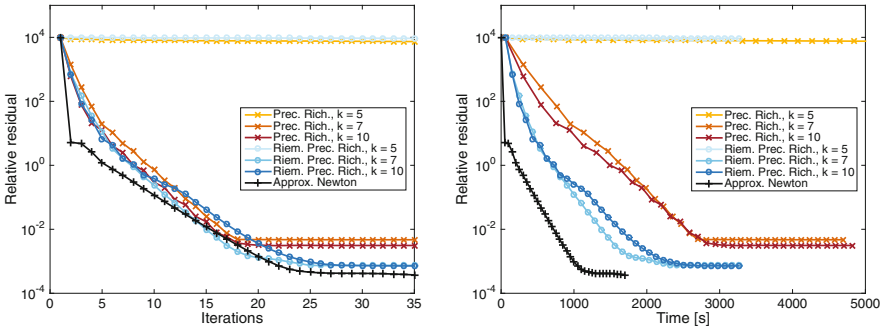 10^4
10^2
10^0
10^-2
10^-4
Relative residual
5
10
15
20
25
30
35
Iterations
Prec. Rich., k = 5
Prec. Rich., k = 7
Prec. Rich., k = 10
Riem. Prec. Rich., k = 5
Riem. Prec. Rich., k = 7
Riem. Prec. Rich., k = 10
Approx. Newton
10^4
10^2
10^0
10^-2
10^-4
Relative residual
0
1000
2000
3000
4000
5000
Time [s]
Prec. Rich., k = 5
Prec. Rich., k = 7
Prec. Rich., k = 10
Riem. Prec. Rich., k = 5
Riem. Prec. Rich., k = 7
Riem. Prec. Rich., k = 10
Approx. Newton